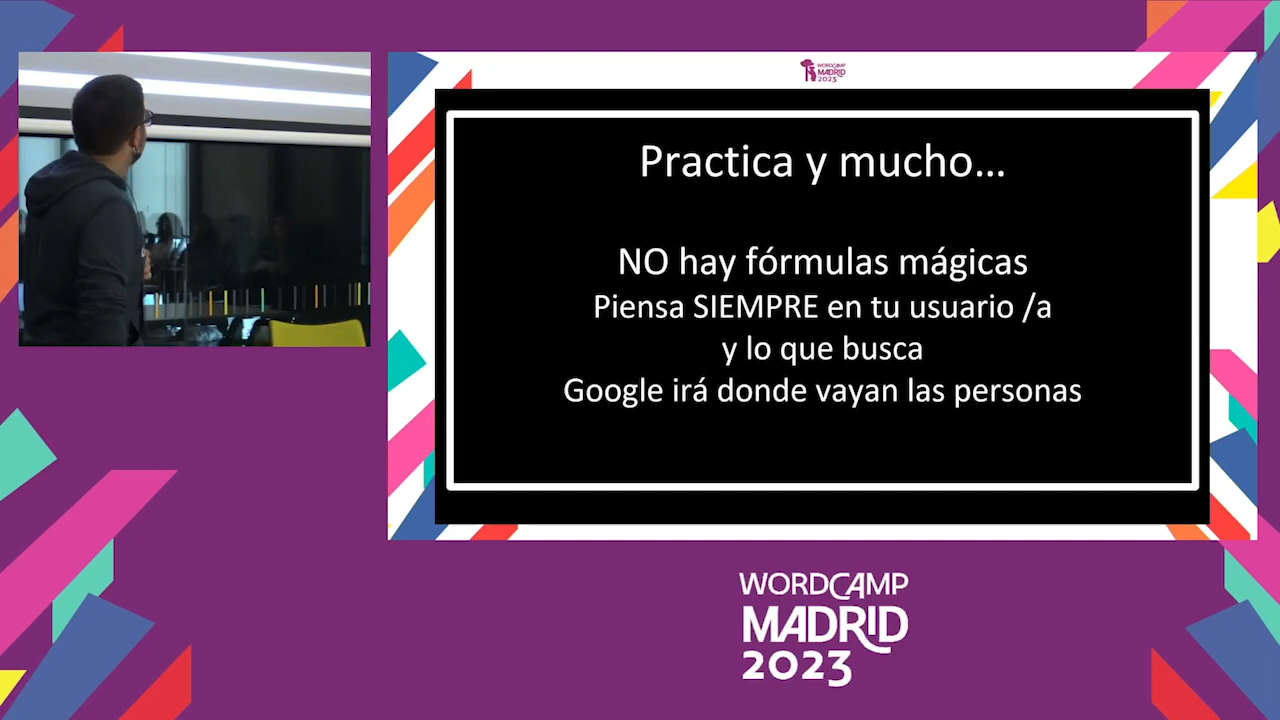 WORDCAMP
MADRID
2023
Practica y mucho...
NO hay fórmulas mágicas
Piensa SIEMPRE en tu usuario /a
y lo que busca
Google irá donde vayan las personas
WORDCAMP
MADRID
2023